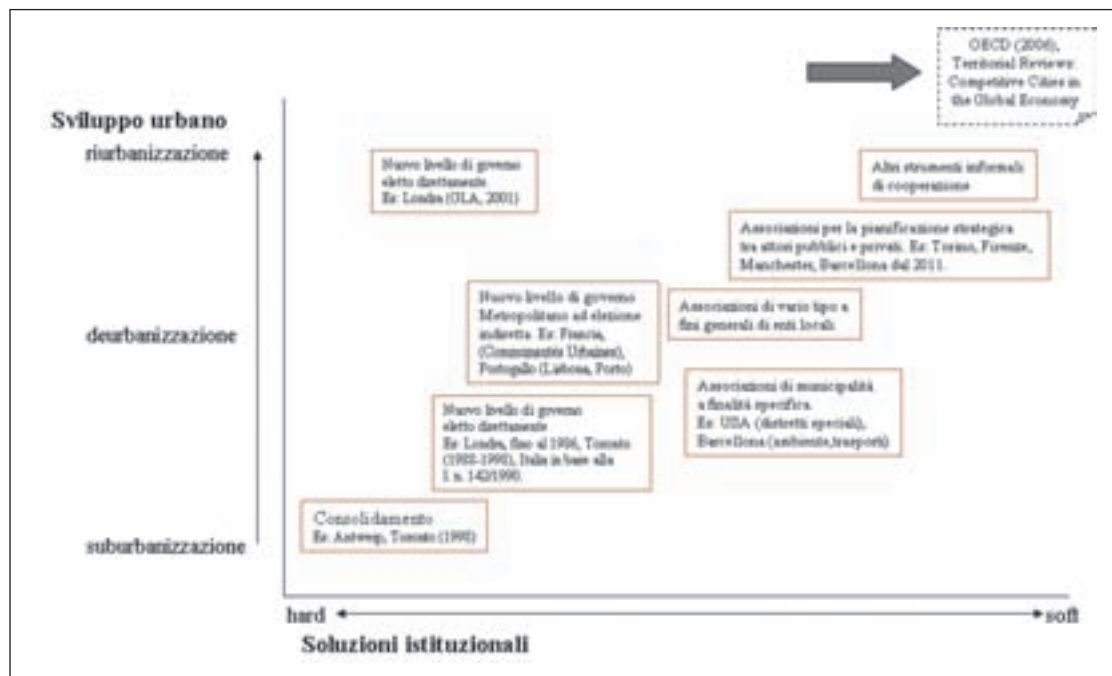 OECD (2006),
Territorial Reviews
Competitive Cities in
the Global Economy
Sviluppo urbano
riurbanizzazione
Nuovo livello di governo
eletto direttamente
Es: Londra (GLA, 2001)
Altri strumenti informali
di cooperazione
Associazioni per la pianificazione strategica
tra attori pubblici e privati. Es: Torino, Firenze,
Manchester, Barcellona dal 2011.
deurbanizzazione
Nuovo livello di governo
Metropolitano ad elezione
indiretta. Es: Francia,
(Communautés Urbaines),
Portogallo (Lisbona, Porto)
Associazioni di vario tipo a
fini generali di enti locali
Associazioni di municipalità
a finalità specifica.
Es: USA (distretti speciali),
Barcellona (ambiente,trasporti)
Nuovo livello di governo
eletto direttamente
Es: Londra, fino al 1986, Toronto
(1988-1998), Italia in base alla
l. n. 142/1990.
suburbanizzazione
Consolidamento
Es: Antwerp, Toronto (1998)
hard
soft
Soluzioni istituzionali